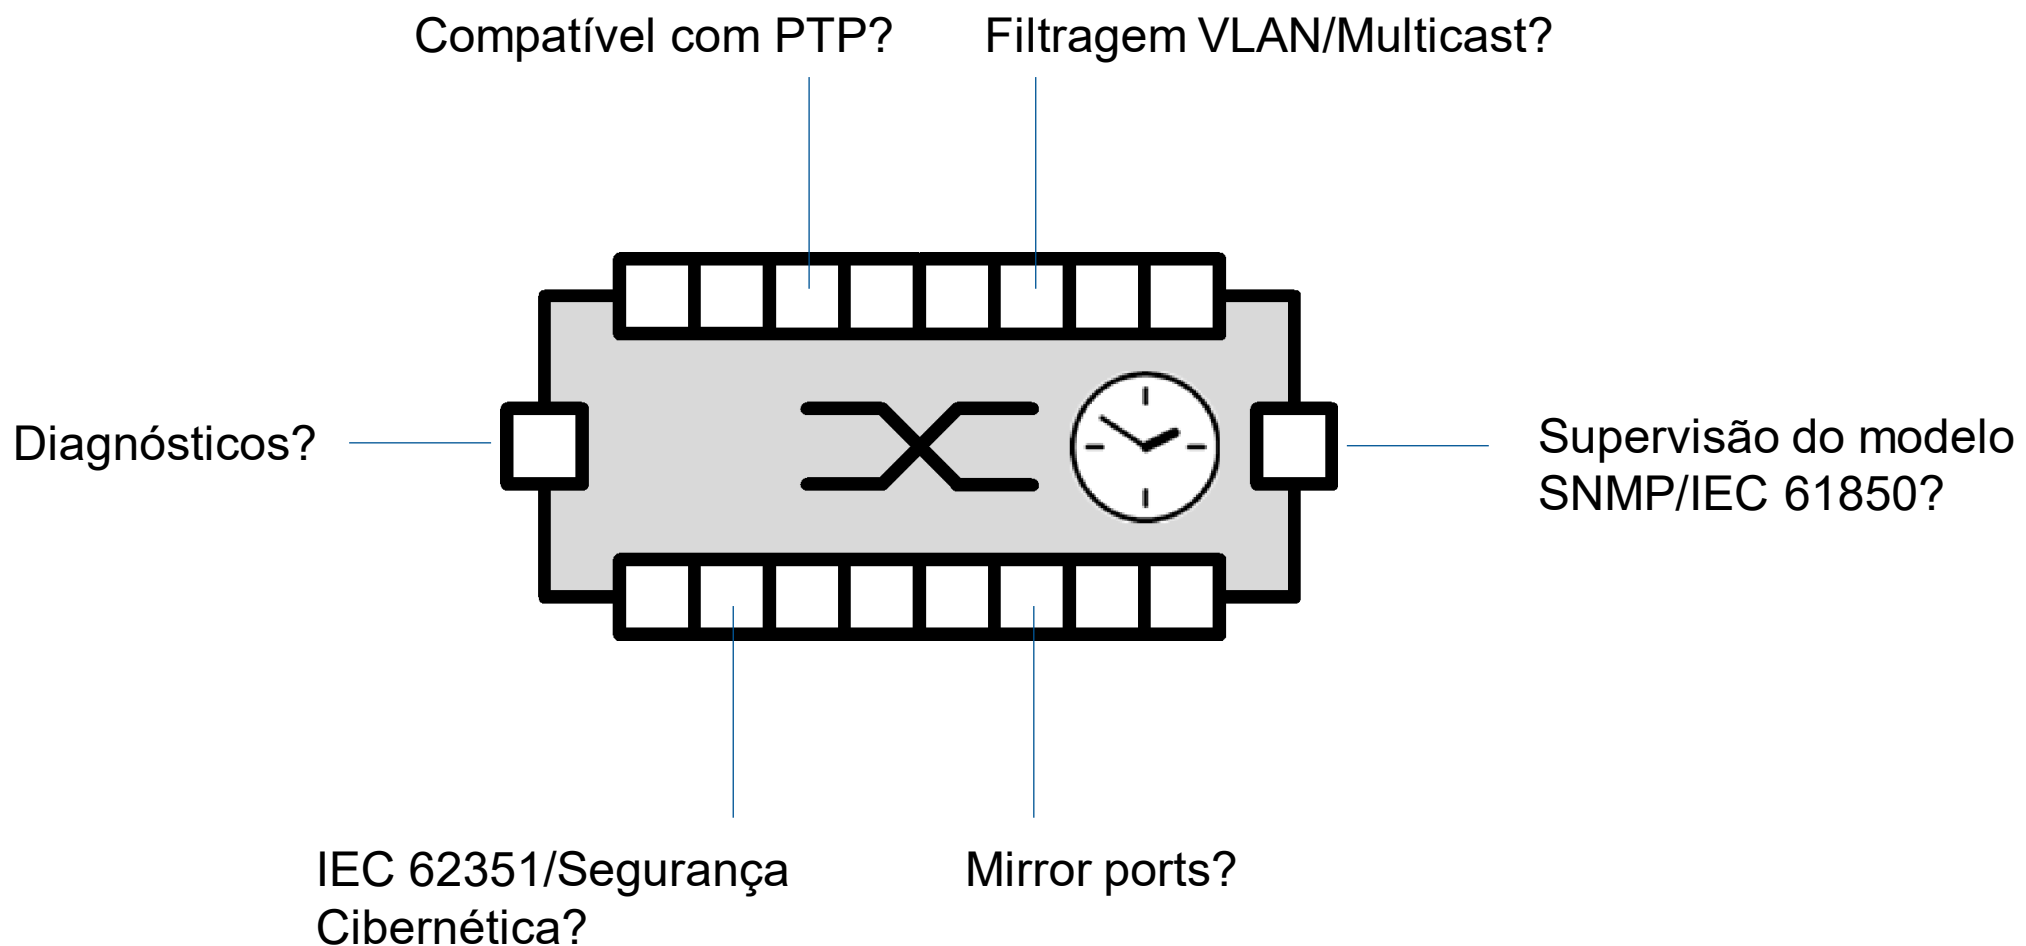 Compatível com PTP?
Filtragem VLAN/Multicast?
Diagnósticos?
Supervisão do modelo
SNMP/IEC 61850?
IEC 62351/Segurança
Cibernética?
Mirror ports?